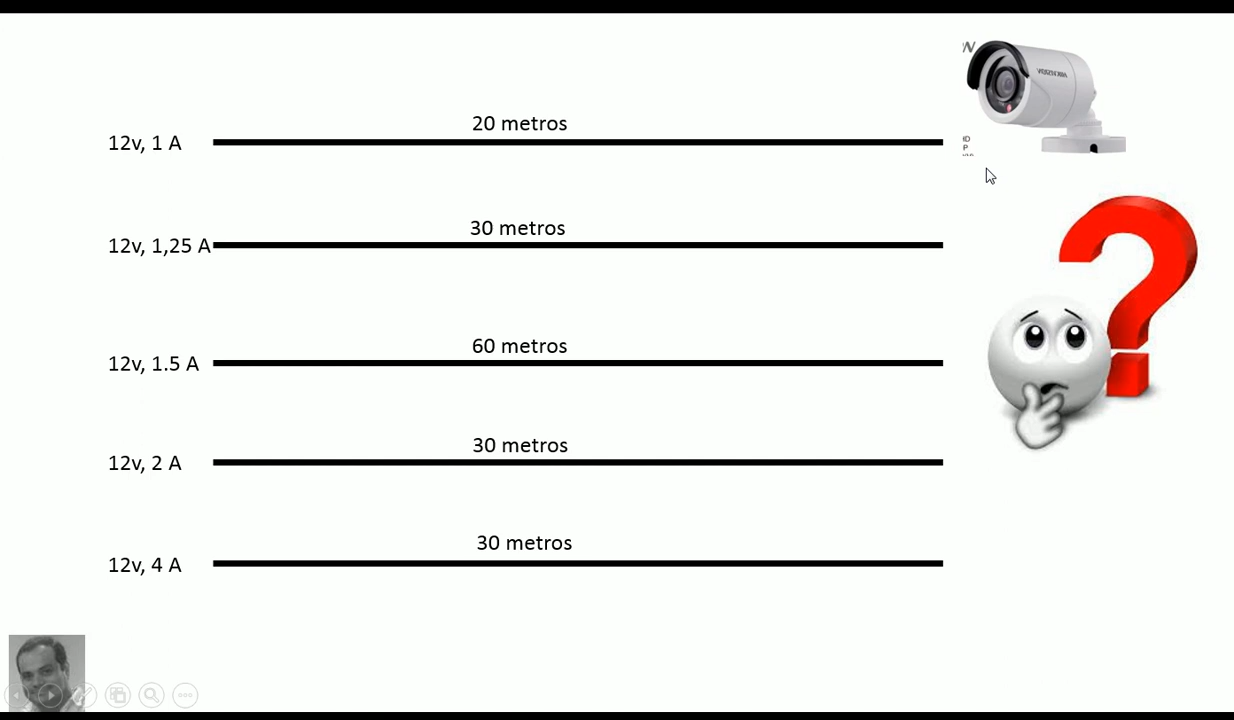 20 metros
12v, 1 A
30 metros
12v, 1,25 A
60 metros
12v, 1.5 A
30 metros
12v, 2 A
30 metros
12v, 4 A